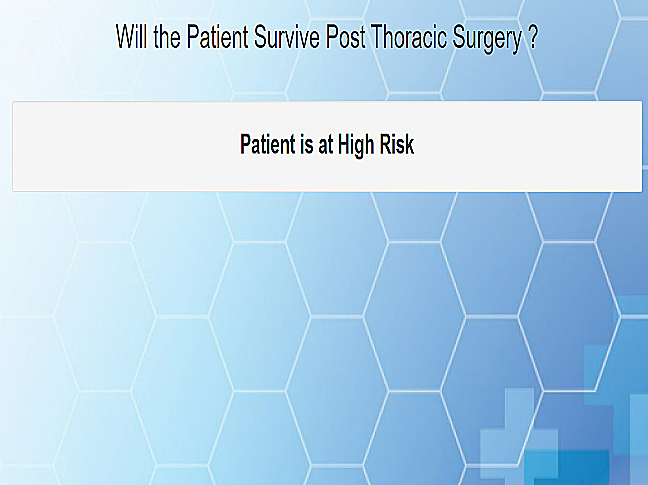 Will the Patient Survive Post Thoracic Surgery ?
Patient is at High Risk